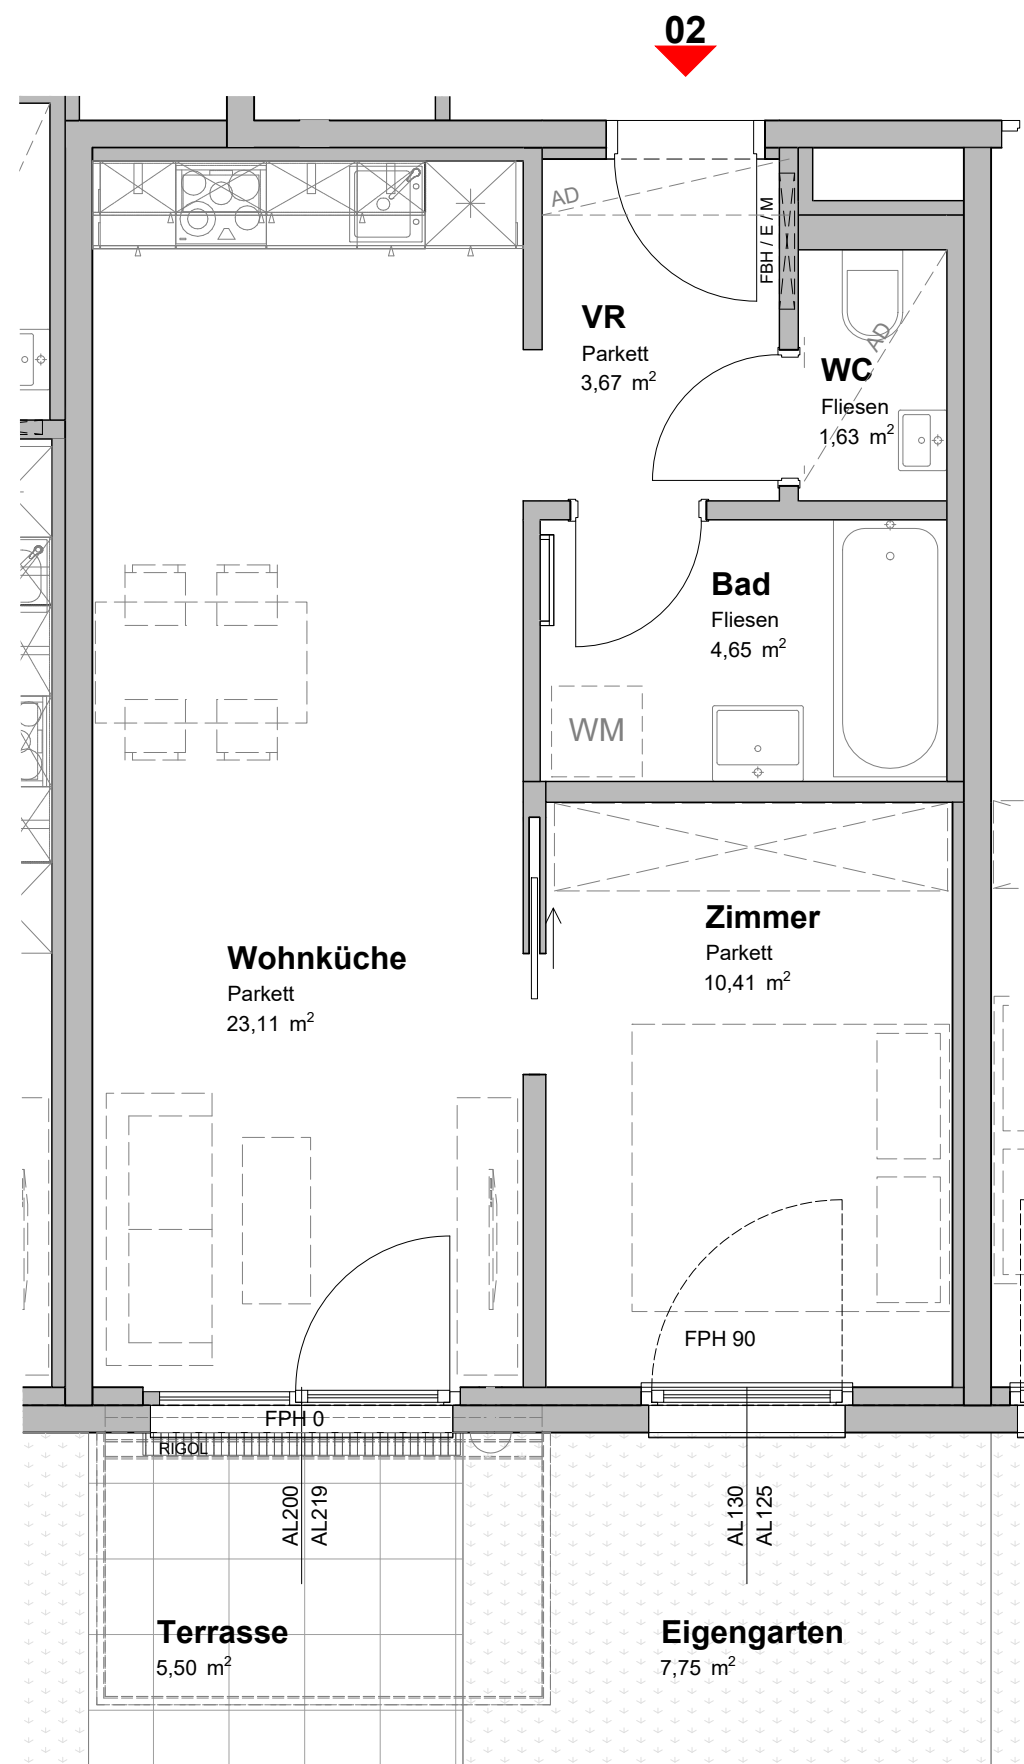 02
AD
FBH / E / M
VR
Parkett
3,67 m²
AD
WC
Fliesen
1,63 m²
Bad
Fliesen
4,65 m²
WM
Zimmer
Parkett
10,41 m²
Wohnküche
Parkett
23,11 m²
FPH 90
FPH 0
RIGOL
AL200
AL219
AL130
AL125
Terrasse
5,50 m²
Eigengarten
7,75 m²